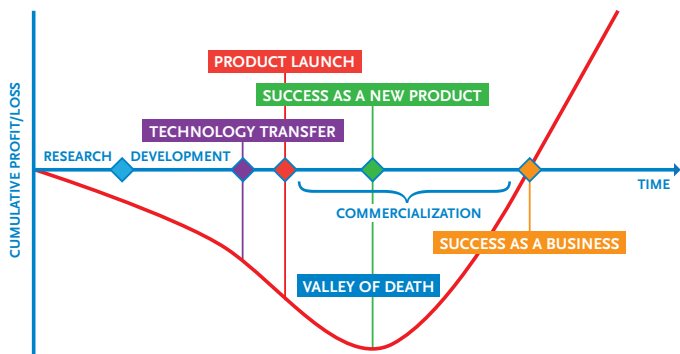 PRODUCT LAUNCH
SUCCESS AS A NEW PRODUCT
TECHNOLOGY TRANSFER
RESEARCH
DEVELOPMENT
CUMULATIVE PROFIT/LOSS
TIME
COMMERCIALIZATION
SUCCESS AS A BUSINESS
VALLEY OF DEATH